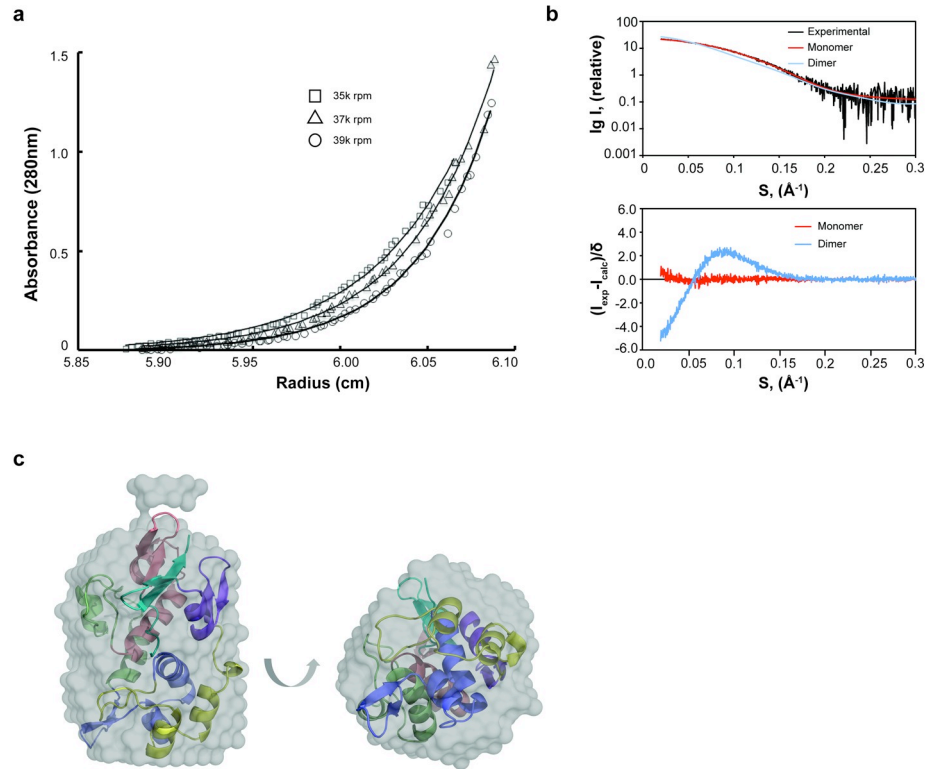 a
Absorbance (280nm)
1.5
1.0
0.5
0
35k rpm
37k rpm
39k rpm
5.85
5.90
5.95
6.00
6.05
6.10
Radius (cm)
b
lg I, (relative)
100
10
1
0.1
0.01
0.001
Experimental
Monomer
Dimer
0
0.05
0.1
0.15
0.2
0.25
0.3
S, (Å⁻¹)
(Iexp-Icalc)/δ
6.0
4.0
2.0
0.0
-2.0
-4.0
-6.0
Monomer
Dimer
0.0
0.05
0.1
0.15
0.2
0.25
0.3
S, (Å⁻¹)
c